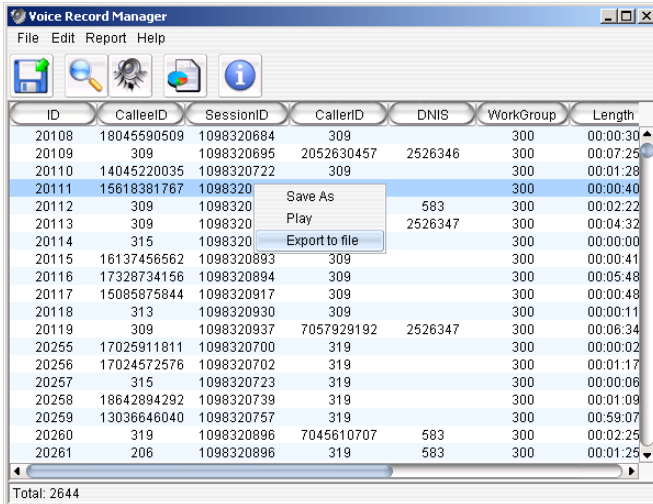 Voice Record Manager
File Edit Report Help
ID CalleeID SessionID CallerID DNIS WorkGroup Length
20108 18045590509 1098320684 309 300 00:00:30
20109 309 1098320695 2052630457 2526346 300 00:07:25
20110 14045220035 1098320722 309 300 00:01:28
20111 15618381767 1098320 300 00:00:40
Save As
20112 309 1098320 583 300 00:02:22
Play
20113 309 1098320 2526347 300 00:04:32
Export to file
20114 315 1098320 300 00:00:00
20115 16137456562 1098320893 309 300 00:00:41
20116 17328734156 1098320894 309 300 00:05:48
20117 15085875844 1098320917 309 300 00:00:48
20118 313 1098320930 309 300 00:00:11
20119 309 1098320937 7057929192 2526347 300 00:06:34
20255 17025911811 1098320700 319 300 00:00:02
20256 17024572576 1098320702 319 300 00:01:17
20257 315 1098320723 319 300 00:00:06
20258 18642894292 1098320739 319 300 00:01:09
20259 13036646040 1098320757 319 300 00:59:07
20260 319 1098320896 7045610707 583 300 00:02:25
20261 206 1098320896 319 583 300 00:01:25
Total: 2644